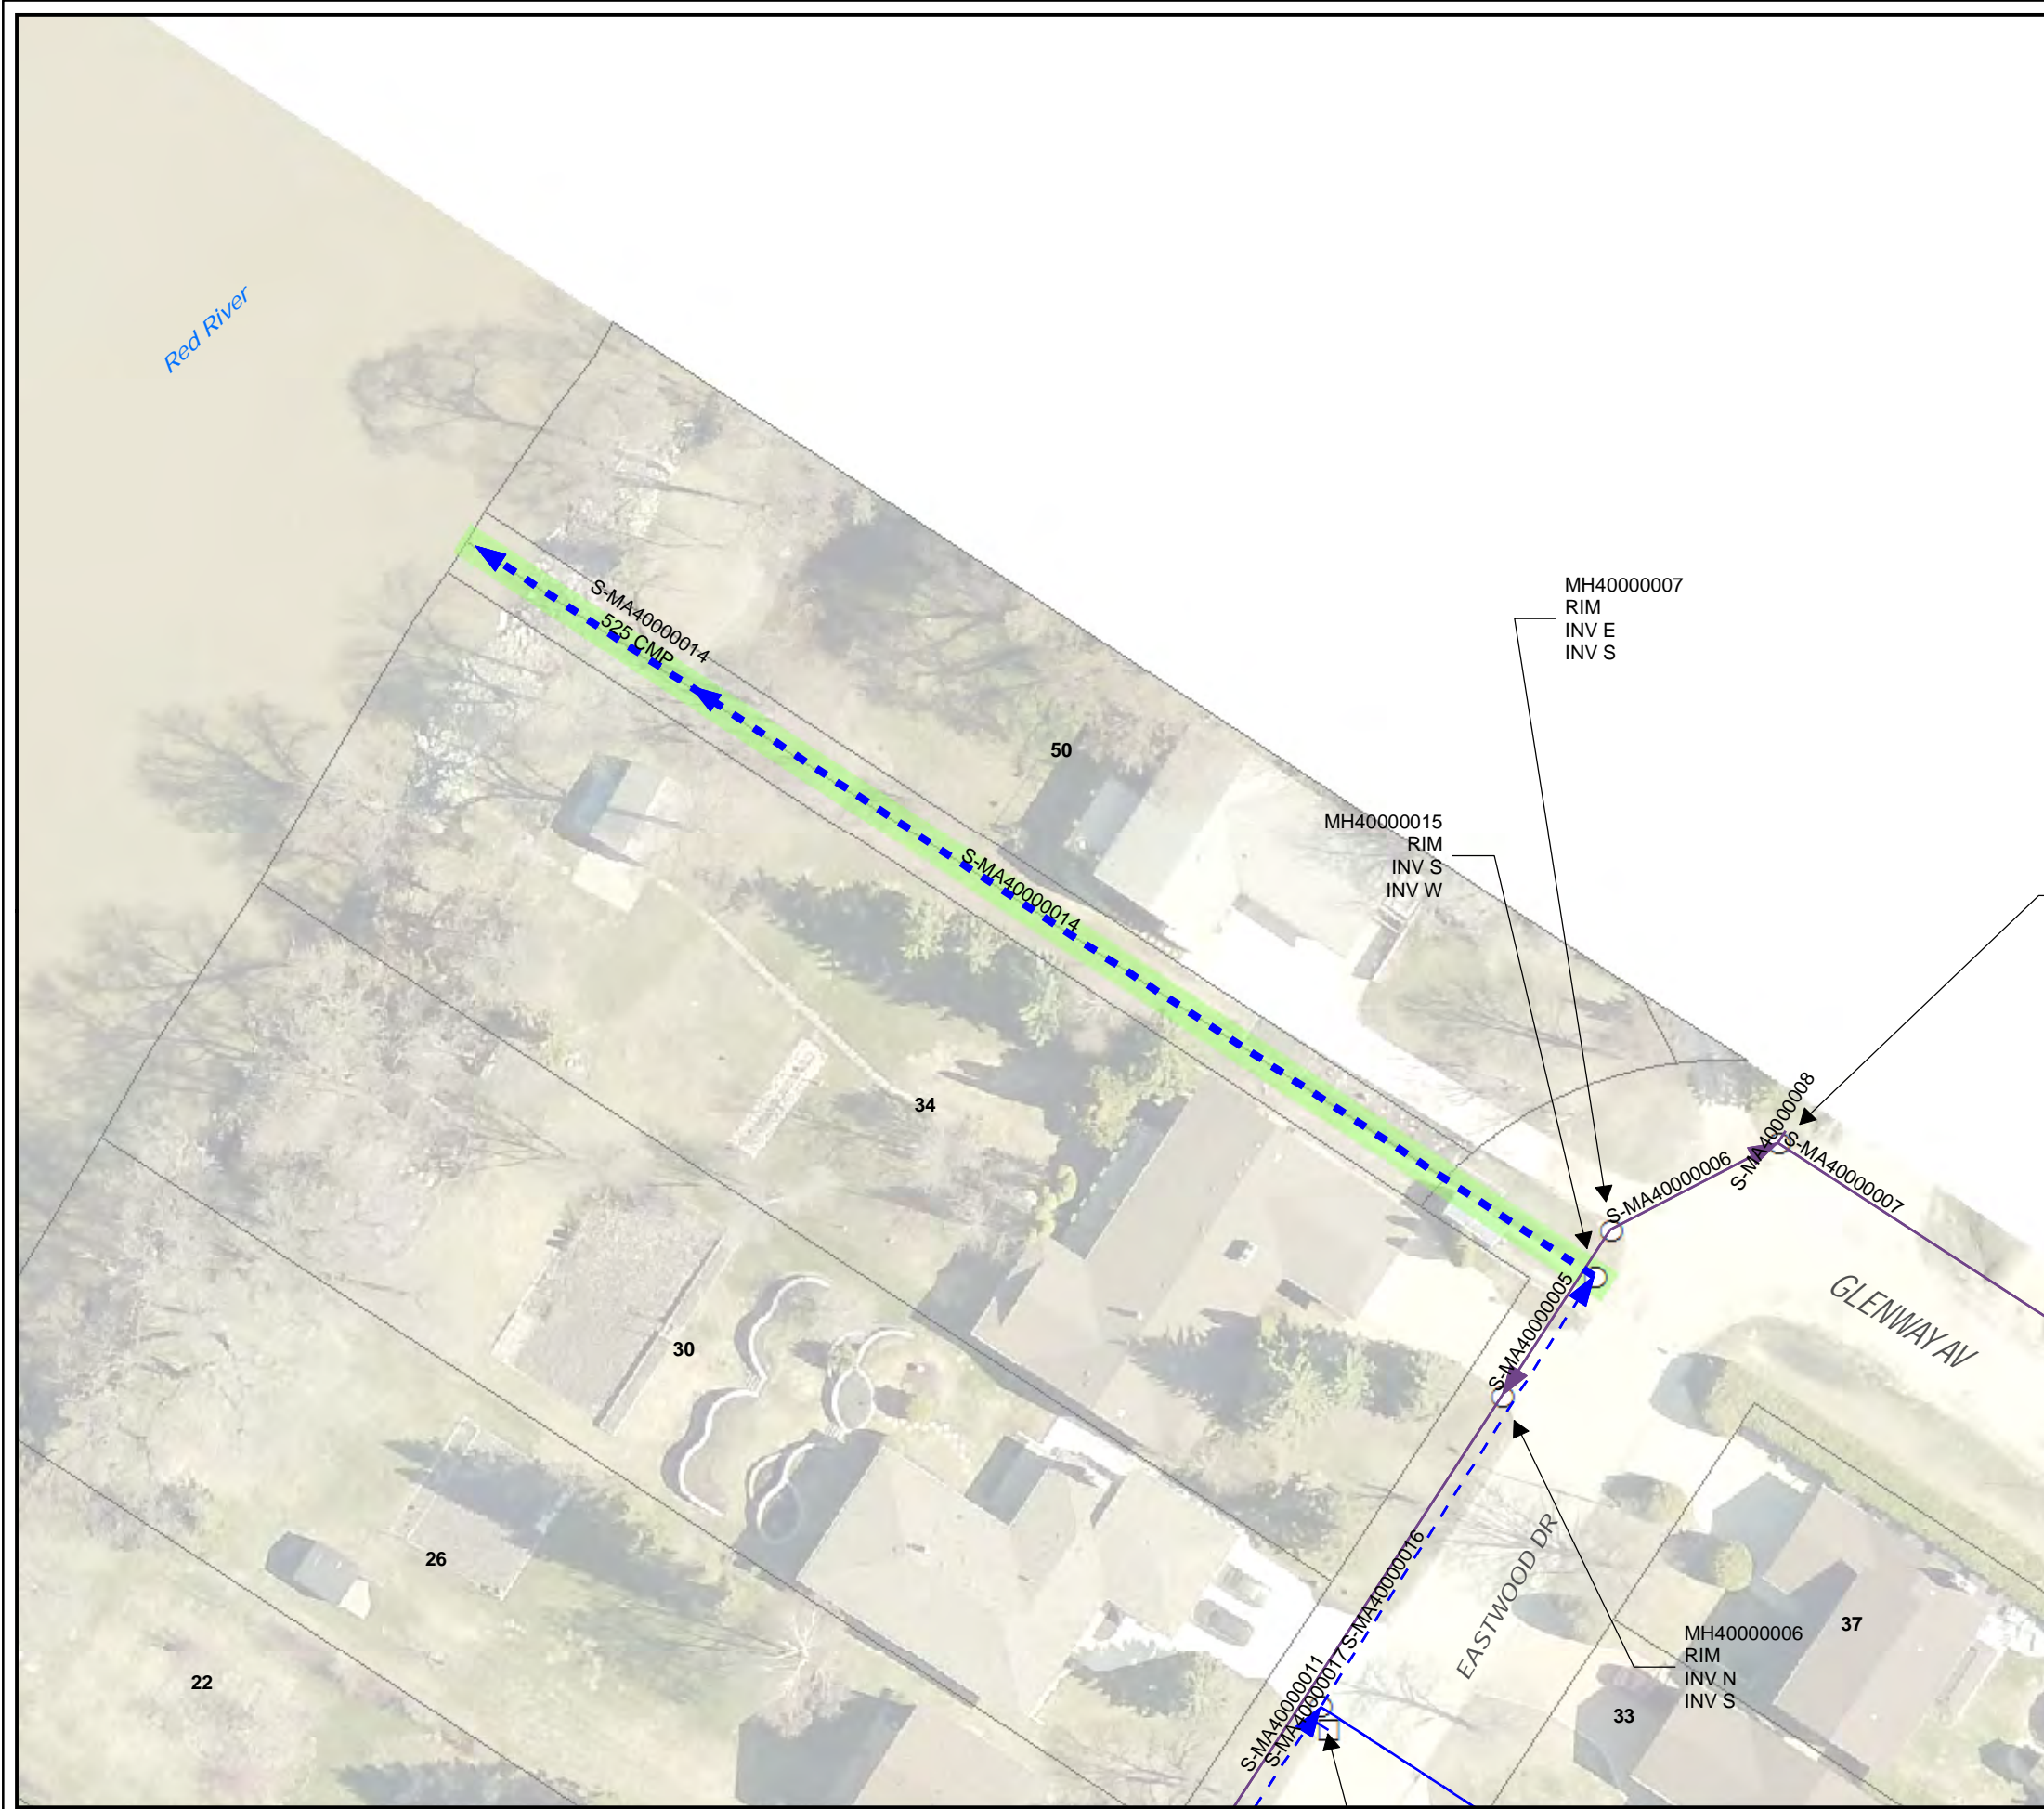 Red River
MH40000007
RIM
INV E
INV S
S-MA40000014
525 CMP
50
MH40000015
RIM
INV S
INV W
S-MA40000014
34
S-MA40000008
S-MA40000006
S-MA40000007
S-MA40000005
GLENWAY AV
30
26
S-MA40000016
EASTWOOD DR
37
MH40000006
RIM
INV N
INV S
22
33
S-MA40000011
S-MA40000017